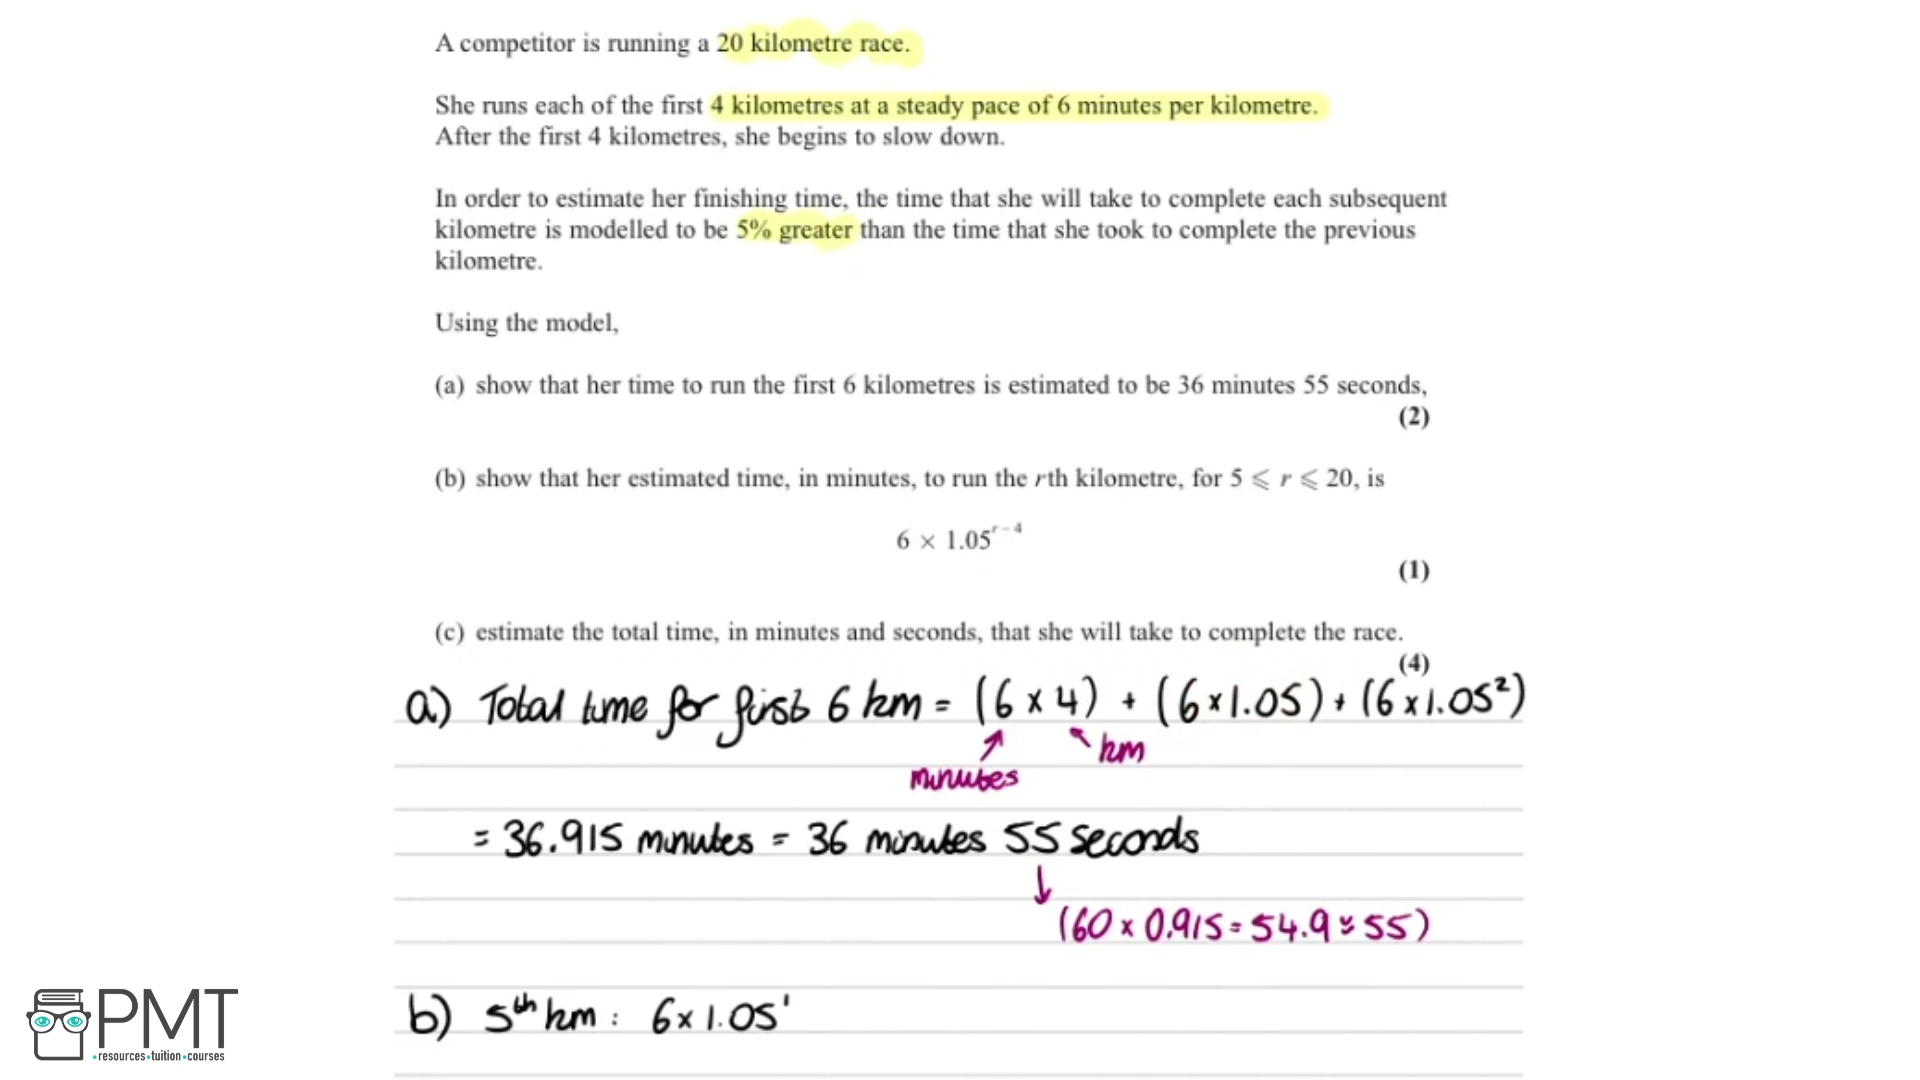 A competitor is running a 20 kilometre race.
She runs each of the first 4 kilometres at a steady pace of 6 minutes per kilometre.
After the first 4 kilometres, she begins to slow down.
In order to estimate her finishing time, the time that she will take to complete each subsequent
kilometre is modelled to be 5% greater than the time that she took to complete the previous
kilometre.
Using the model,
(a) show that her time to run the first 6 kilometres is estimated to be 36 minutes 55 seconds,
(2)
(b) show that her estimated time, in minutes, to run the rth kilometre, for 5 ⩽ r ⩽ 20, is
6 × 1.05^{r−4}
(1)
(c) estimate the total time, in minutes and seconds, that she will take to complete the race.
(4)
a) Total time for first 6 km = (6 × 4) + (6 × 1.05) + (6 × 1.05²)
minutes km
= 36.915 minutes = 36 minutes 55 seconds
(60 × 0.915 = 54.9 ≈ 55)
b) 5th km : 6 × 1.05¹
PMT
•resources•tuition•courses